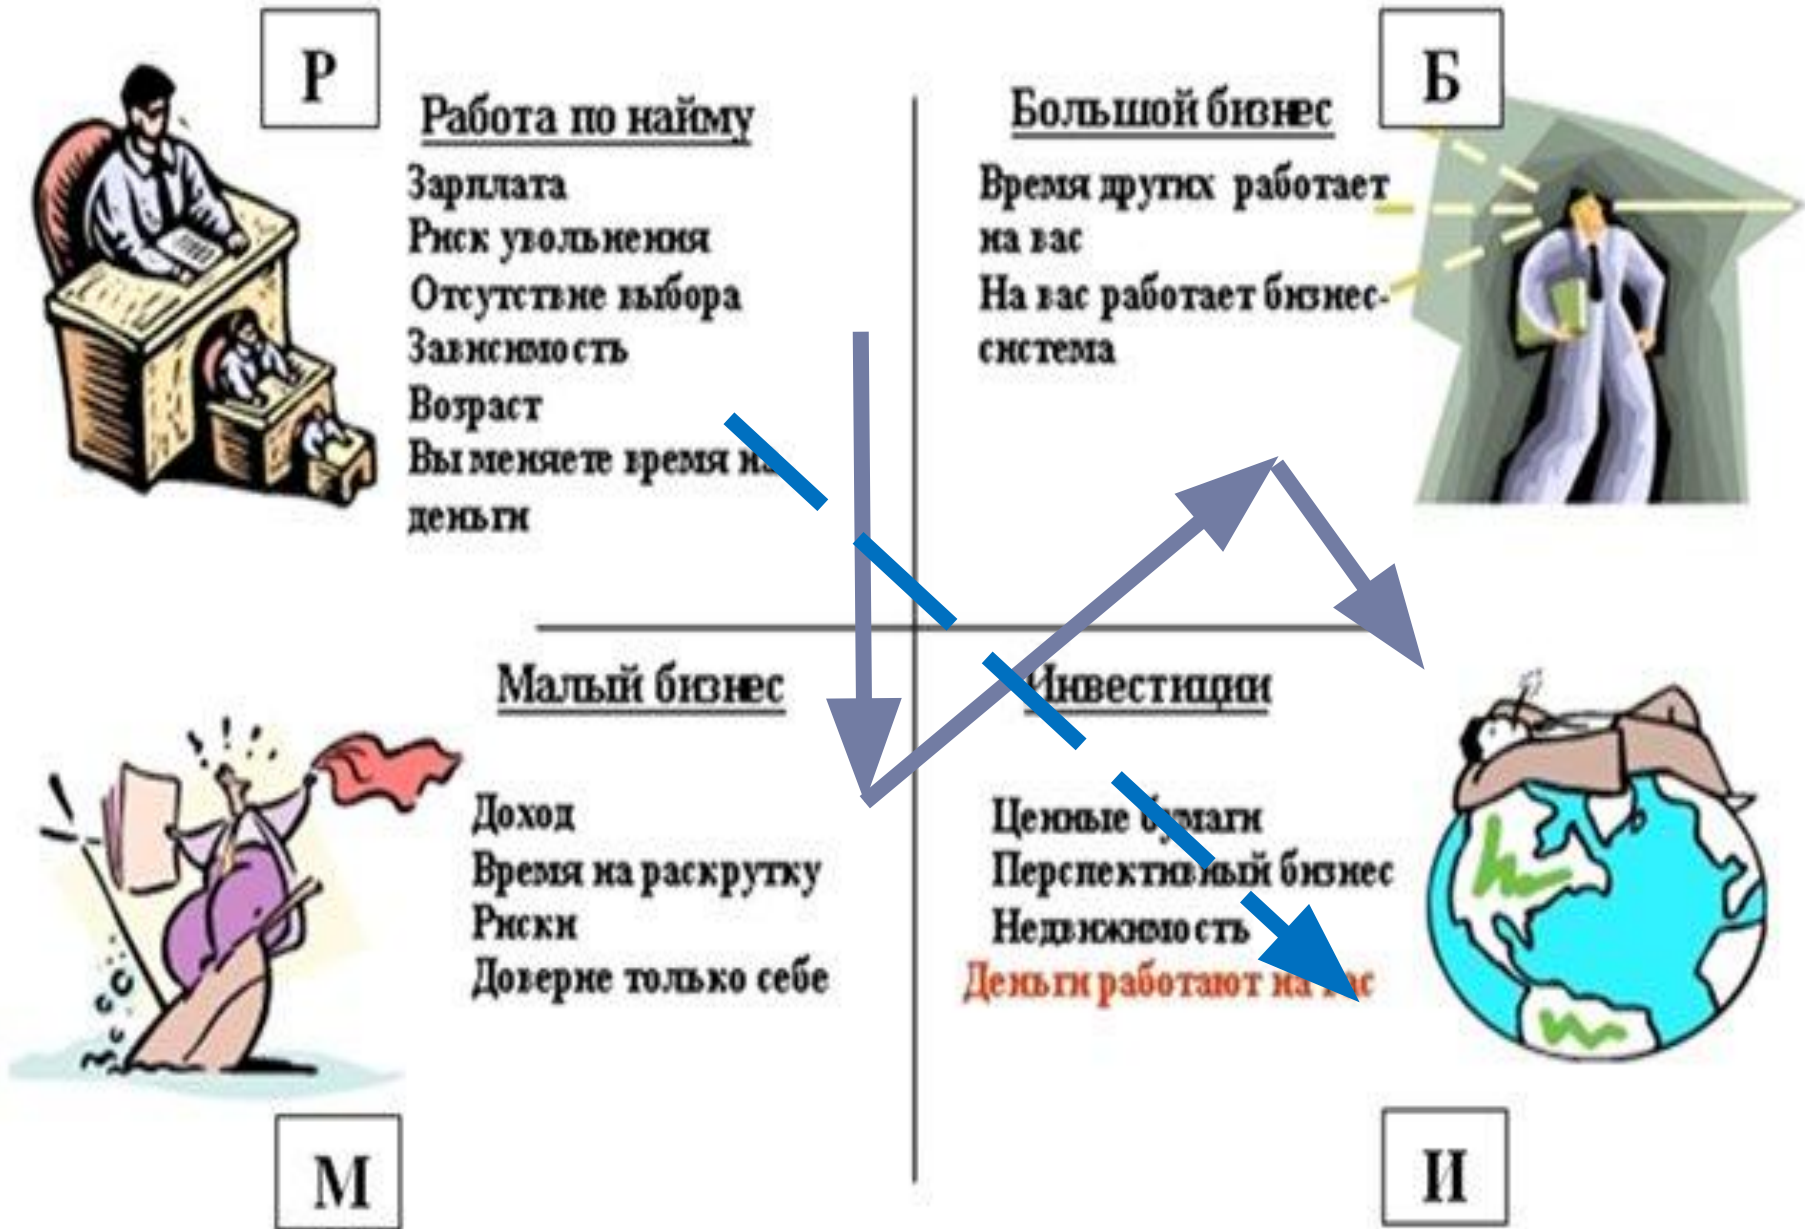 Р
Работа по найму
Зарплата
Риск увольнения
Отсутствие выбора
Зависимость
Возраст
Вы меняете время на
деньги
Б
Большой бизнес
Время других работает
на вас
На вас работает бизнес-
система
Малый бизнес
Доход
Время на раскрутку
Риски
Доверие только себе
М
Инвестиции
Ценные бумаги
Перспективный бизнес
Недвижимость
Деньги работают на вас
И